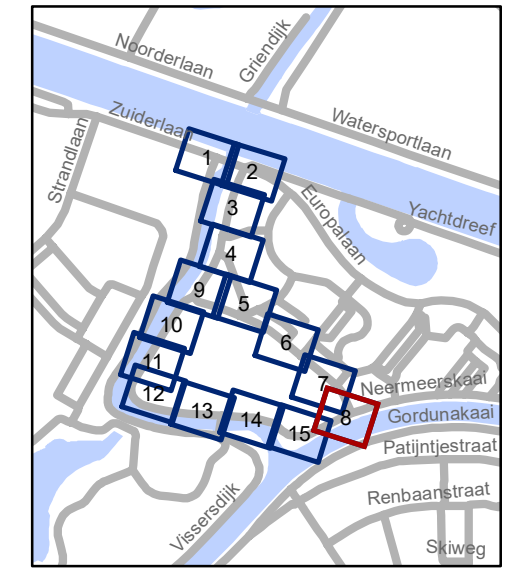 Griendijk
Noorderlaan
Watersportlaan
Zuiderlaan
Strandlaan
1
2
Europalaan
Yachtdreef
3
4
9
5
10
6
11
7
Neermeerskaai
12
13
14
8
15
Gordunakaai
Patijntjestraat
Vissersdijk
Renbaanstraat
Skiweg